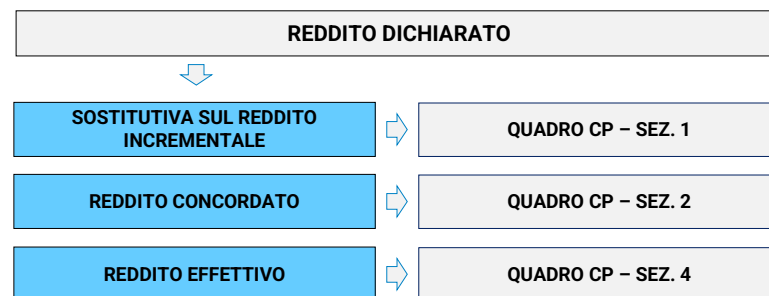 REDDITO DICHIARATO
SOSTITUTIVA SUL REDDITO
INCREMENTALE
QUADRO CP – SEZ. 1
REDDITO CONCORDATO
QUADRO CP – SEZ. 2
REDDITO EFFETTIVO
QUADRO CP – SEZ. 4